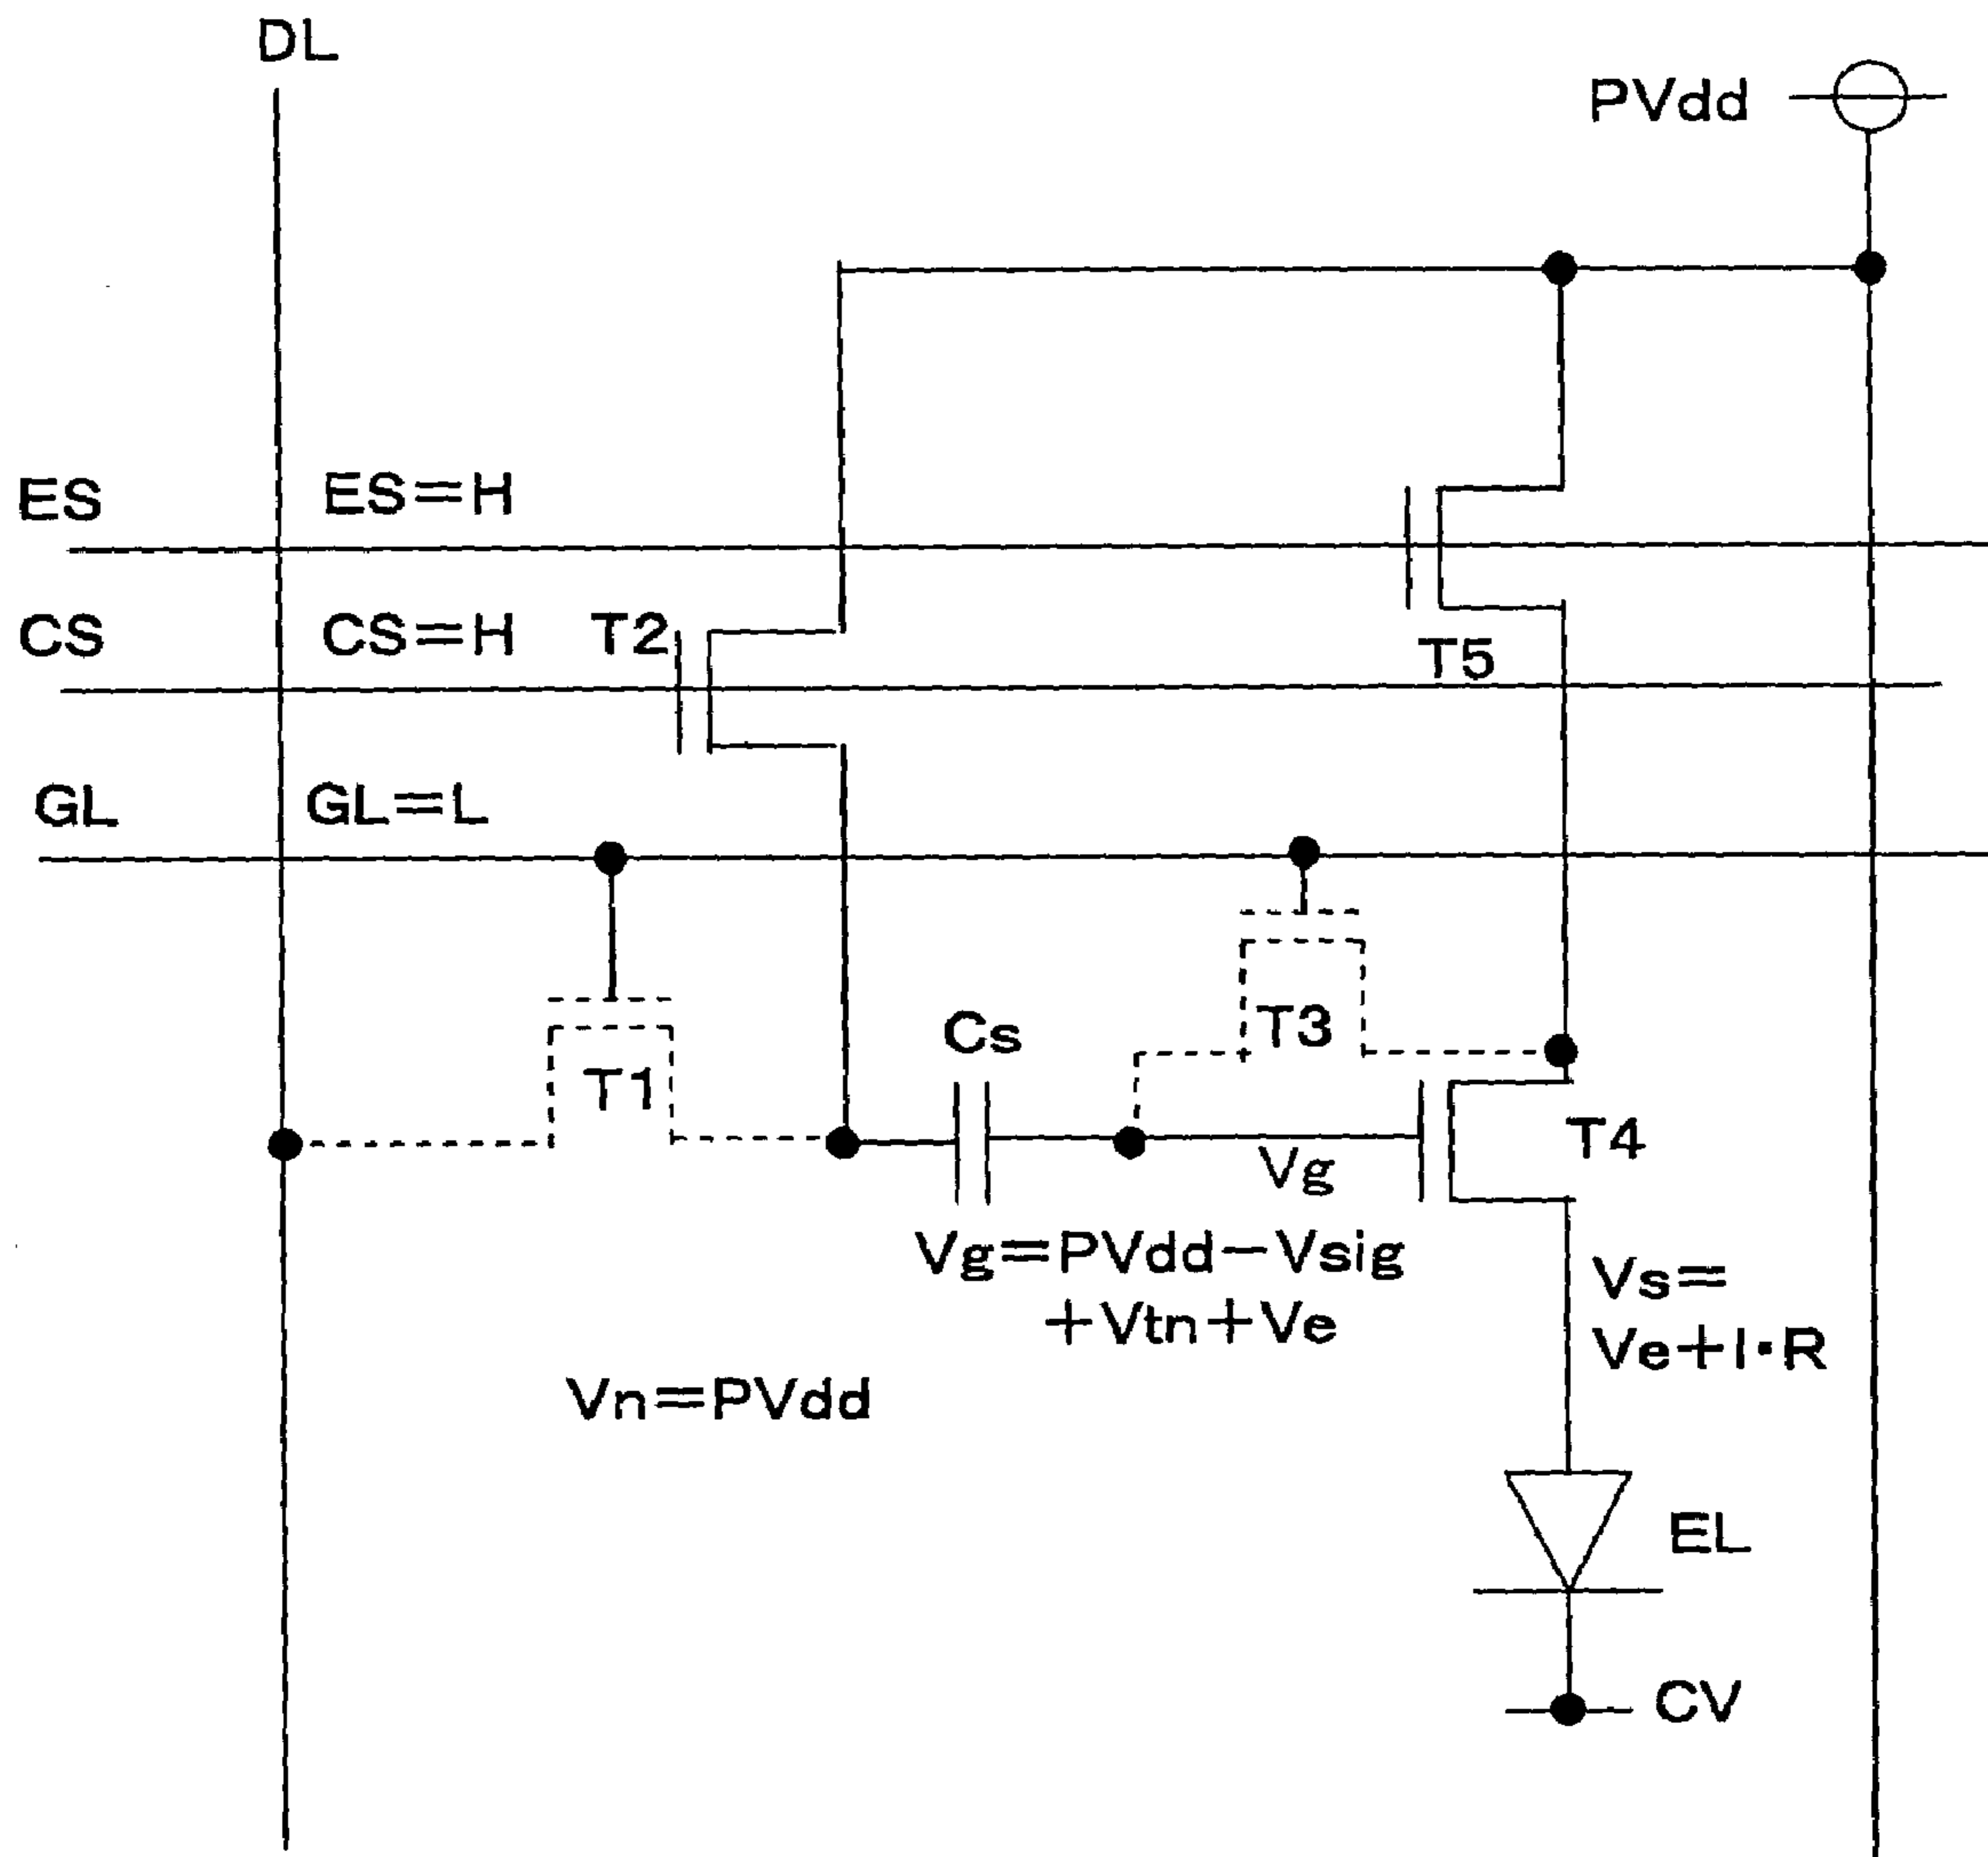 DL
PVdd
ES
ES=H
CS
CS=H
T2
T5
GL
GL=L
T1
Cs
T3
T4
Vg
Vg=PVdd-Vsig
+Vtn+Ve
Vs=
Ve+I·R
Vn=PVdd
EL
CV